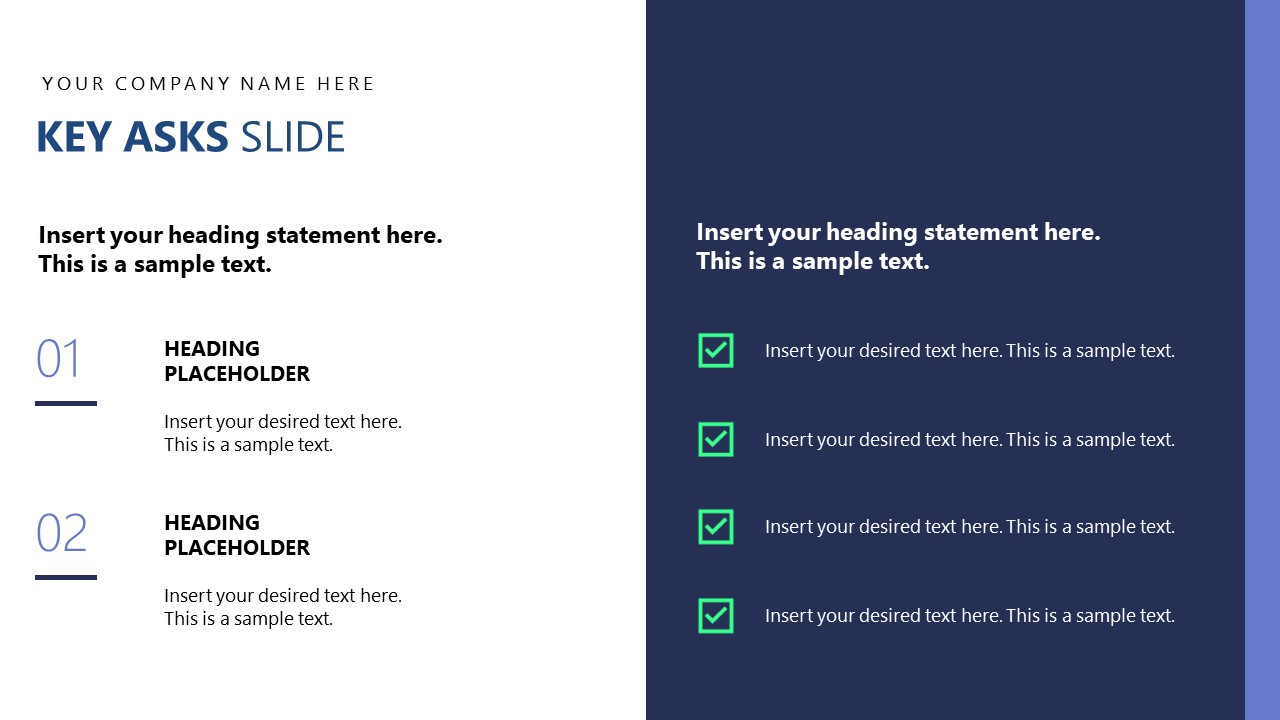 YOUR COMPANY NAME HERE
KEY ASKS SLIDE
Insert your heading statement here.
This is a sample text.
01
HEADING
PLACEHOLDER
Insert your desired text here.
This is a sample text.
02
HEADING
PLACEHOLDER
Insert your desired text here.
This is a sample text.
Insert your heading statement here.
This is a sample text.
Insert your desired text here. This is a sample text.
Insert your desired text here. This is a sample text.
Insert your desired text here. This is a sample text.
Insert your desired text here. This is a sample text.